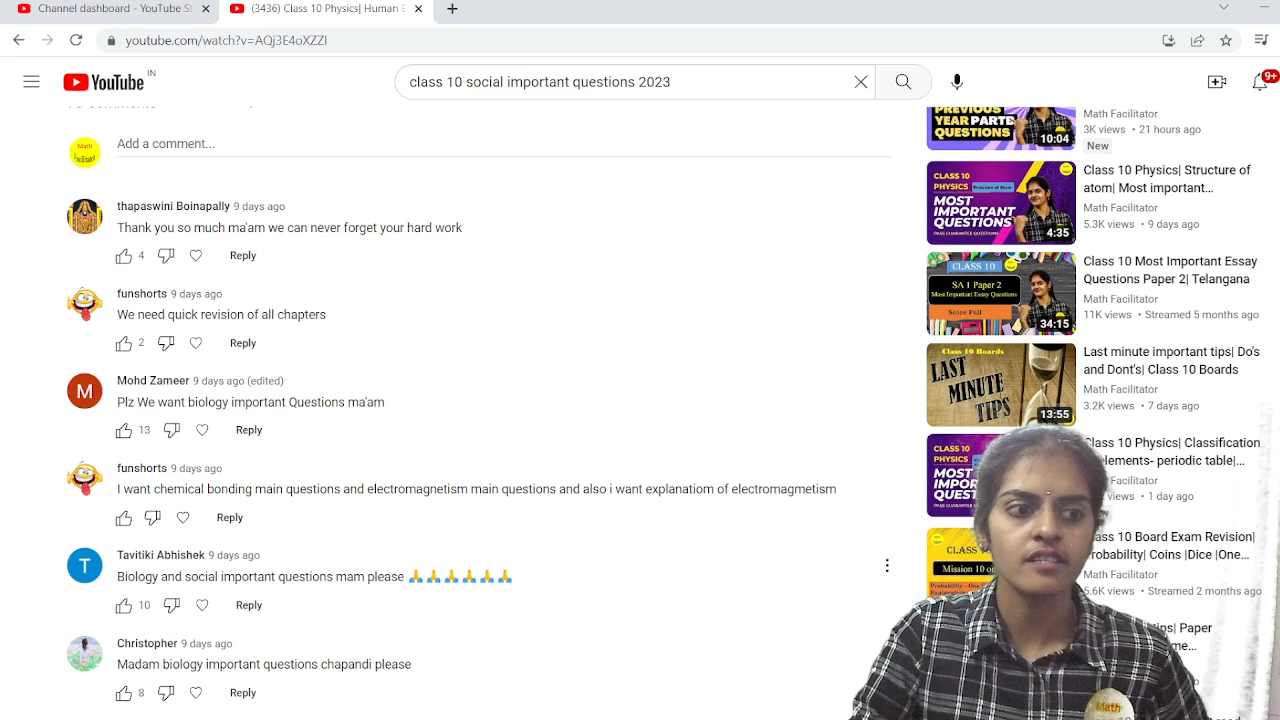 Channel dashboard - YouTube St
(3436) Class 10 Physics| Human E
youtube.com/watch?v=AQj3E4oXZZI
YouTube IN
class 10 social important questions 2023
9+
Add a comment...
thapaswini Boinapally 9 days ago
Thank you so much ma'am we can never forget your hard work
4 Reply
funshorts 9 days ago
We need quick revision of all chapters
2 Reply
Mohd Zameer 9 days ago (edited)
Plz We want biology important Questions ma'am
13 Reply
funshorts 9 days ago
I want chemical bonding main questions and electromagnetism main questions and also i want explanation of electromagmetism
Reply
Tavitiki Abhishek 9 days ago
Biology and social important questions mam please 🙏🙏🙏🙏🙏🙏
10 Reply
Christopher 9 days ago
Madam biology important questions chapandi please
8 Reply
PREVIOUS
YEAR PARTB
QUESTIONS
10:04
Math Facilitator
3K views • 21 hours ago
New
CLASS 10
PHYSICS Structure of Atom
MOST
IMPORTANT
QUESTIONS
PASS GUARANTEE QUESTIONS
4:35
Class 10 Physics| Structure of
atom| Most important...
Math Facilitator
5.3K views • 9 days ago
CLASS 10
SA 1 Paper 2
Most Important Essay Questions
Score Full
34:15
Class 10 Most Important Essay
Questions Paper 2| Telangana
Math Facilitator
11K views • Streamed 5 months ago
Class 10 Boards
LAST
MINUTE
TIPS
13:55
Last minute important tips| Do's
and Dont's| Class 10 Boards
Math Facilitator
3.2K views • 7 days ago
CLASS 10
PHYSICS
MOST
IMPOR
QUEST
Class 10 Physics| Classification
elements- periodic table|...
views • 1 day ago
CLASS
Mission 10 on
Probability - One
Explanation
Class 10 Board Exam Revision|
Probability| Coins |Dice |One...
Math Facilitator
5.6K views • Streamed 2 months ago
tips| Paper
me...
Math